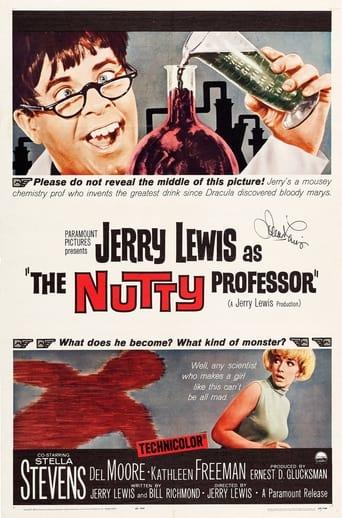 Please do not reveal the middle of this picture! Jerry's a mousey
chemistry prof who invents the greatest drink since Dracula discovered bloody marys.
PARAMOUNT
PICTURES
presents
JERRY LEWIS as
"THE NUTTY PROFESSOR"
(A Jerry Lewis Production)
What does he become? What kind of monster?
Well, any scientist
who makes a girl
like this can't
be all mad.
TECHNICOLOR®
CO-STARRING
STELLA
STEVENS
DEL MOORE · KATHLEEN FREEMAN
PRODUCED BY
ERNEST D. GLUCKSMAN
WRITTEN BY
JERRY LEWIS and BILL RICHMOND
DIRECTED BY
JERRY LEWIS
A Paramount Release